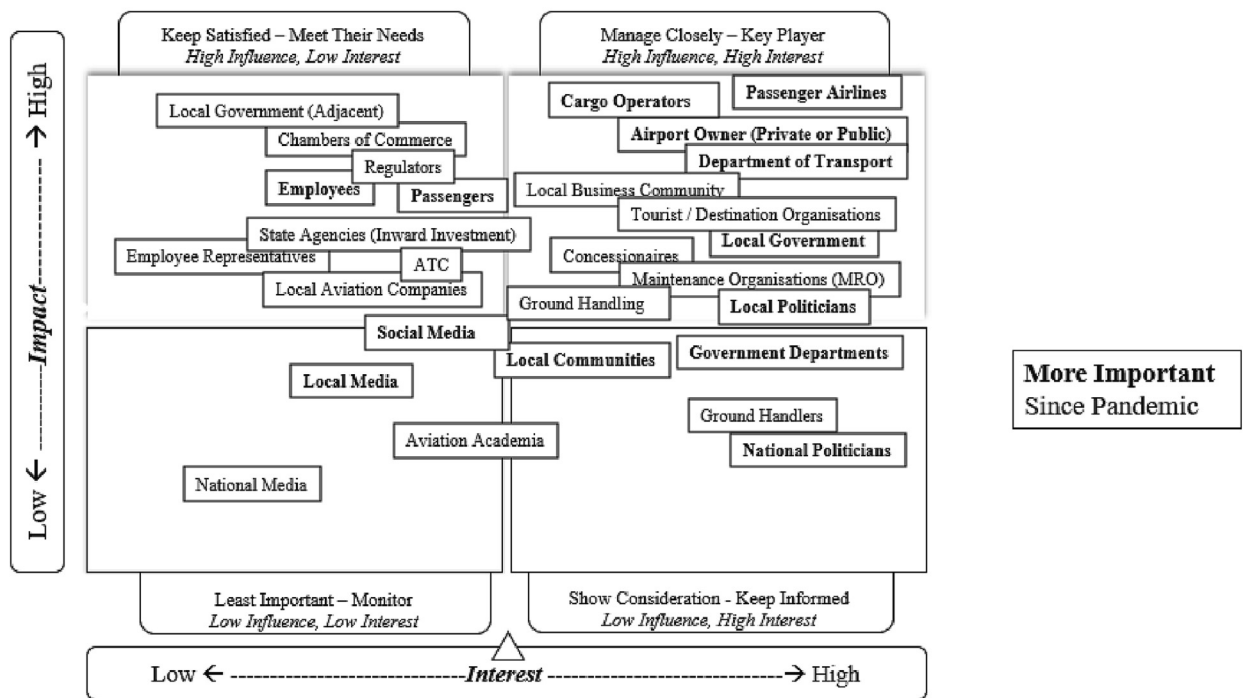 Keep Satisfied – Meet Their Needs
High Influence, Low Interest
Manage Closely – Key Player
High Influence, High Interest
High
Impact
Low
Local Government (Adjacent)
Chambers of Commerce
Regulators
Employees
Passengers
State Agencies (Inward Investment)
Employee Representatives
ATC
Local Aviation Companies
Cargo Operators
Passenger Airlines
Airport Owner (Private or Public)
Department of Transport
Local Business Community
Tourist / Destination Organisations
Local Government
Concessionaires
Maintenance Organisations (MRO)
Ground Handling
Local Politicians
Social Media
Local Media
Aviation Academia
National Media
Local Communities
Government Departments
Ground Handlers
National Politicians
More Important
Since Pandemic
Least Important – Monitor
Low Influence, Low Interest
Show Consideration - Keep Informed
Low Influence, High Interest
Low ← ---------------------------Interest---------------------------→ High